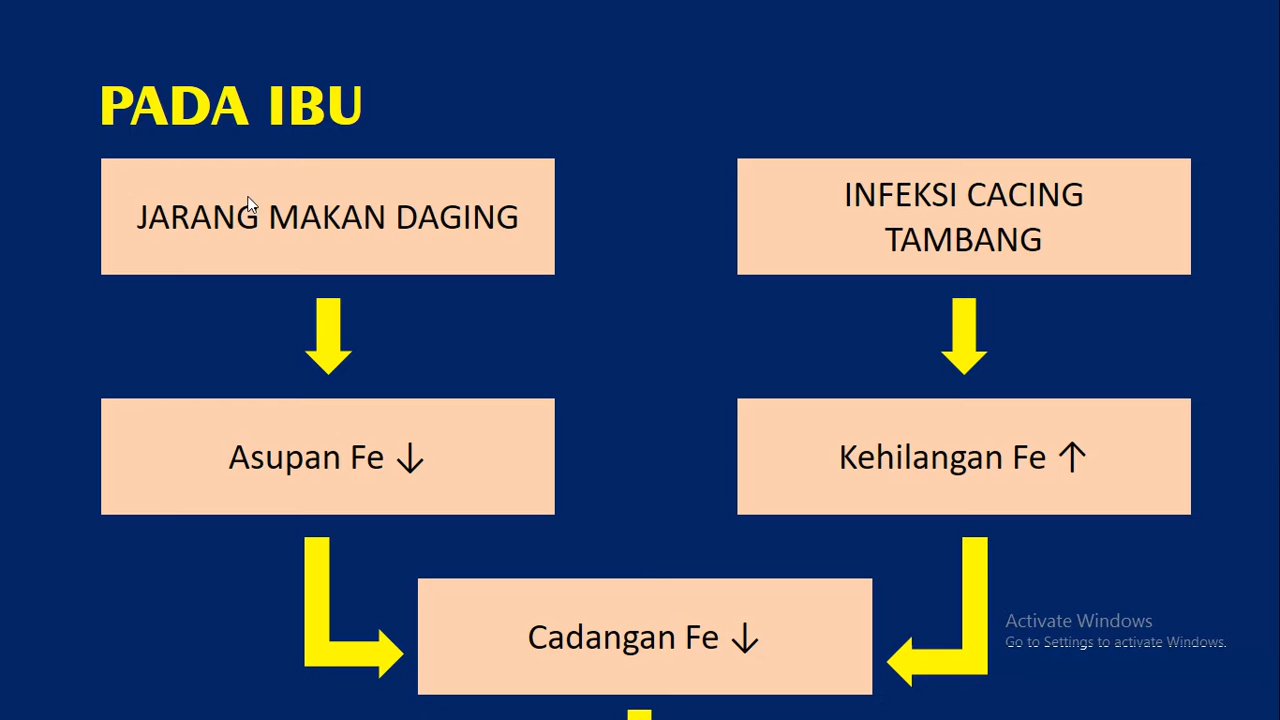 PADA IBU
JARANG MAKAN DAGING
INFEKSI CACING
TAMBANG
Asupan Fe ↓
Kehilangan Fe ↑
Cadangan Fe ↓
Activate Windows
Go to Settings to activate Windows.